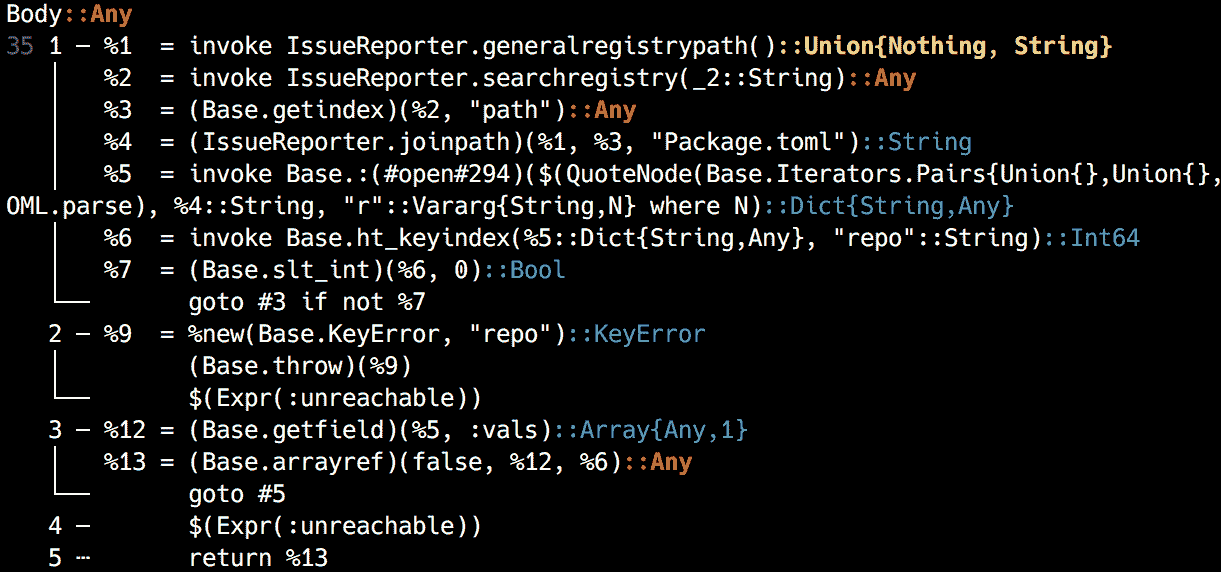 Body::Any
35 1 ─ %1  = invoke IssueReporter.generalregistrypath()::Union{Nothing, String}
   │   %2  = invoke IssueReporter.searchregistry(_2::String)::Any
   │   %3  = (Base.getindex)(%2, "path")::Any
   │   %4  = (IssueReporter.joinpath)(%1, %3, "Package.toml")::String
   │   %5  = invoke Base.:(#open#294)($(QuoteNode(Base.Iterators.Pairs{Union{},Union{},
OML.parse), %4::String, "r"::Vararg{String,N} where N)::Dict{String,Any}
   │   %6  = invoke Base.ht_keyindex(%5::Dict{String,Any}, "repo"::String)::Int64
   │   %7  = (Base.slt_int)(%6, 0)::Bool
   └──       goto #3 if not %7
   2 ─ %9  = %new(Base.KeyError, "repo")::KeyError
   │         (Base.throw)(%9)
   └──       $(Expr(:unreachable))
   3 ─ %12 = (Base.getfield)(%5, :vals)::Array{Any,1}
   │   %13 = (Base.arrayref)(false, %12, %6)::Any
   └──       goto #5
   4 ─       $(Expr(:unreachable))
   5 ┄       return %13